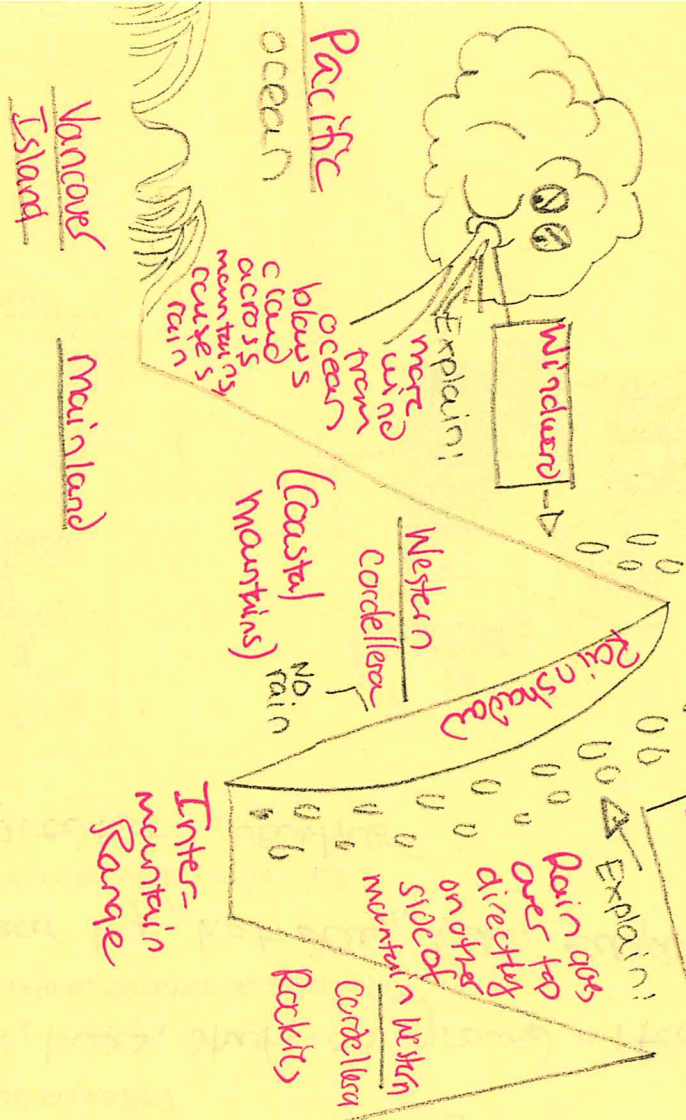 Pacific
ocean
Vancover
Island
Mainland
Windward
Explain!
more
wind
from
ocean
blows
cloud
across
mountains,
causes
rain
Western
Cordellera
(Coastal
mountains)
No
rain
Rainshadow
Inter-
mountain
Range
Explain!
Rain goes
over top
directly
on other
side of
mountain
Western
Cordellera
Rockies